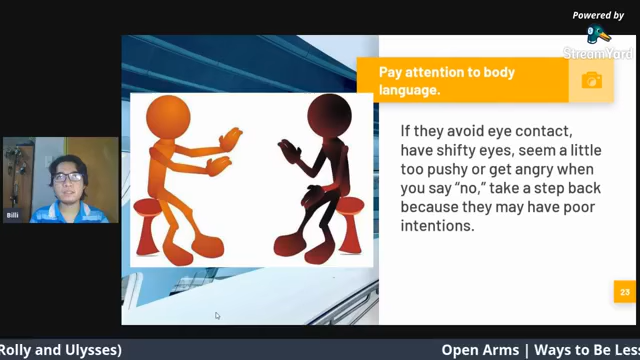 Powered by
StreamYard
Pay attention to body
language.
If they avoid eye contact,
have shifty eyes, seem a little
too pushy or get angry when
you say “no,” take a step back
because they may have poor
intentions.
Billi
23
Rolly and Ulysses)
Open Arms | Ways to Be Less